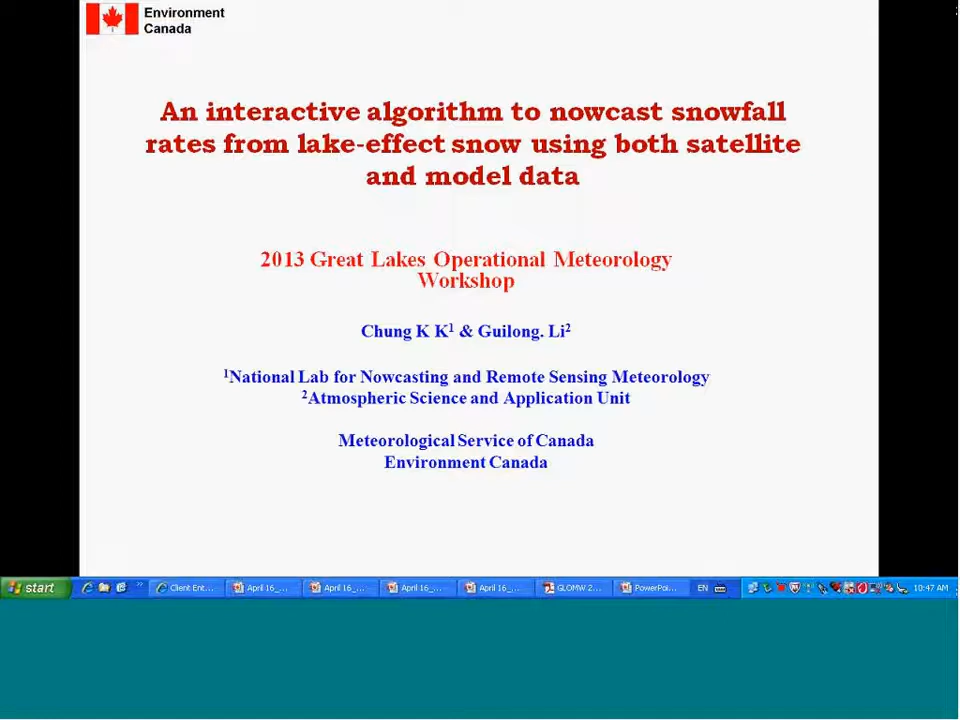 Environment
Canada
An interactive algorithm to nowcast snowfall
rates from lake-effect snow using both satellite
and model data
2013 Great Lakes Operational Meteorology
Workshop
Chung K K¹ & Guilong. Li²
¹National Lab for Nowcasting and Remote Sensing Meteorology
²Atmospheric Science and Application Unit
Meteorological Service of Canada
Environment Canada
start
Client Ent...
April 16_...
April 16_...
April 16_...
April 16_...
GLOMW 2...
PowerPoi...
EN
10:47 AM